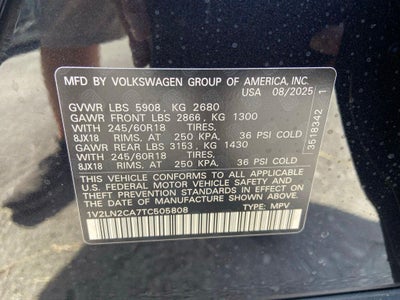 MFD. BY VOLKSWAGEN GROUP OF AMERICA, INC.
USA 08/2025
GVWR LBS 5908, KG 2680
GAWR FRONT LBS 2866, KG 1300
WITH 245/60R18 TIRES,
8JX18 RIMS, AT 250 KPA. 36 PSI COLD
GAWR REAR LBS 3153, KG 1430
WITH 245/60R18 TIRES,
8JX18 RIMS, AT 250 KPA. 36 PSI COLD
THIS VEHICLE CONFORMS TO ALL APPLICABLE
U.S. FEDERAL MOTOR VEHICLE SAFETY AND
THEFT PREVENTION STANDARDS IN EFFECT
ON THE DATE OF MANUFACTURE SHOWN ABOVE.
1V2LN2CA7TC505808 TYPE: MPV
3518342 1